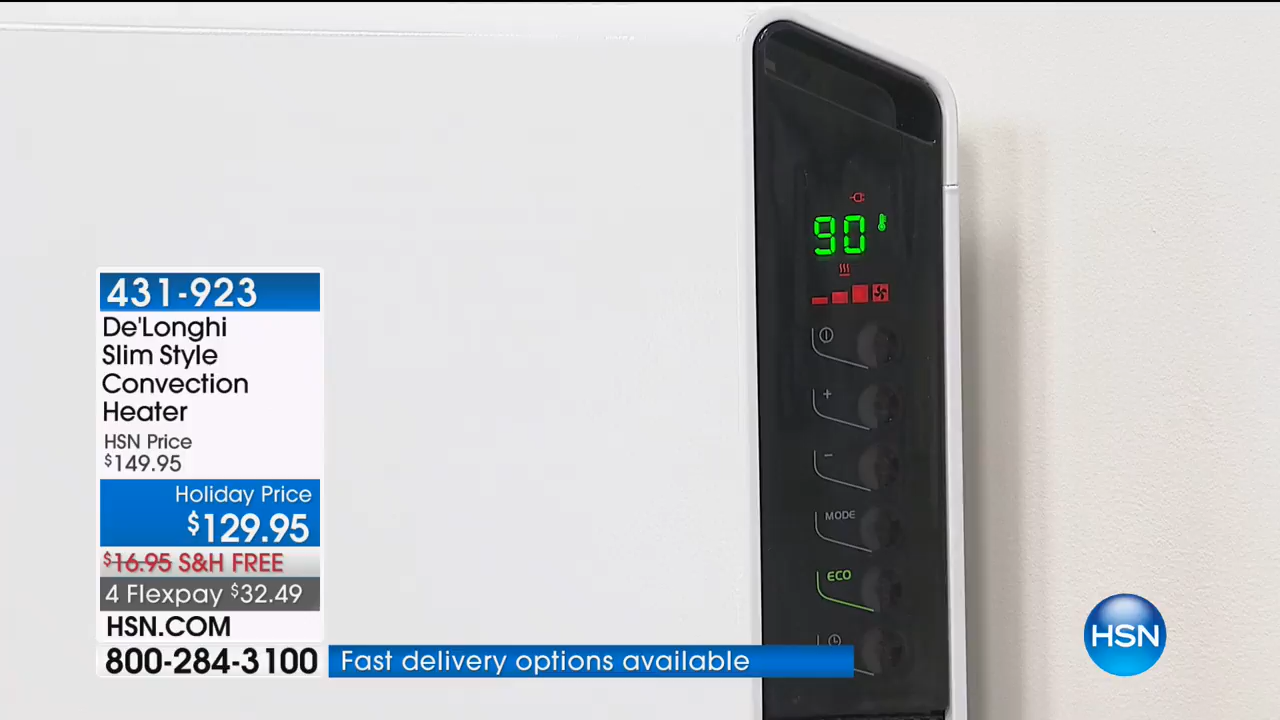 431-923
De'Longhi
Slim Style
Convection
Heater
HSN Price
$149.95
Holiday Price
$129.95
$16.95 S&H FREE
4 Flexpay $32.49
HSN.COM
800-284-3100
Fast delivery options available
90
+
-
MODE
ECO
HSN